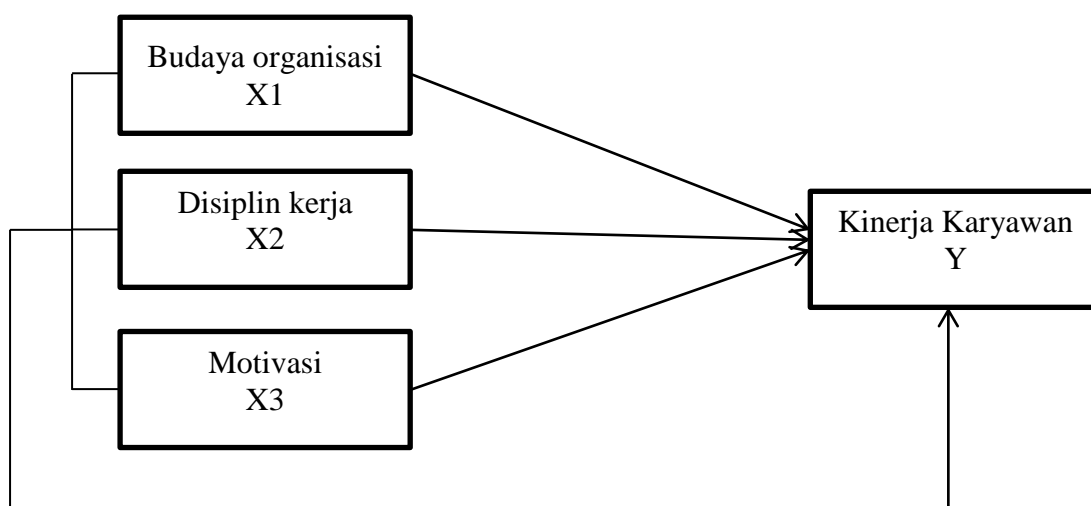 Budaya organisasi
X1
Disiplin kerja
X2
Motivasi
X3
Kinerja Karyawan
Y